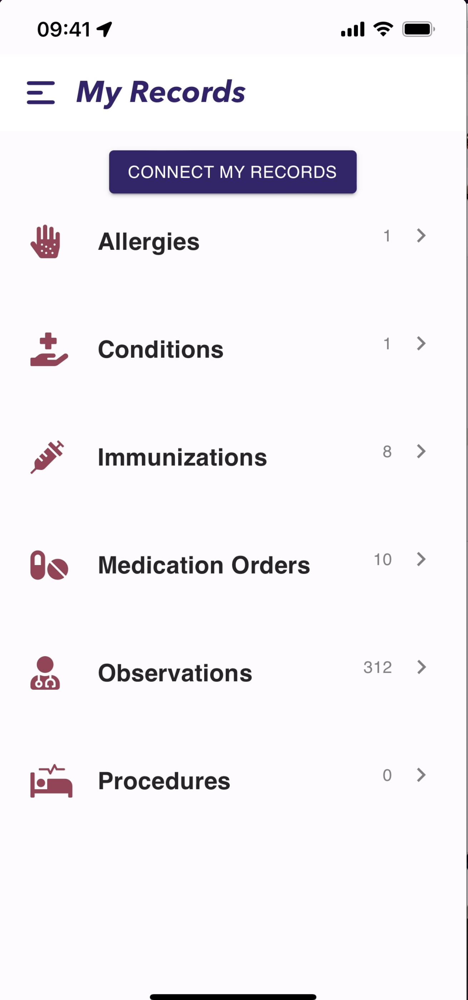 09:41
My Records
CONNECT MY RECORDS
Allergies 1
Conditions 1
Immunizations 8
Medication Orders 10
Observations 312
Procedures 0